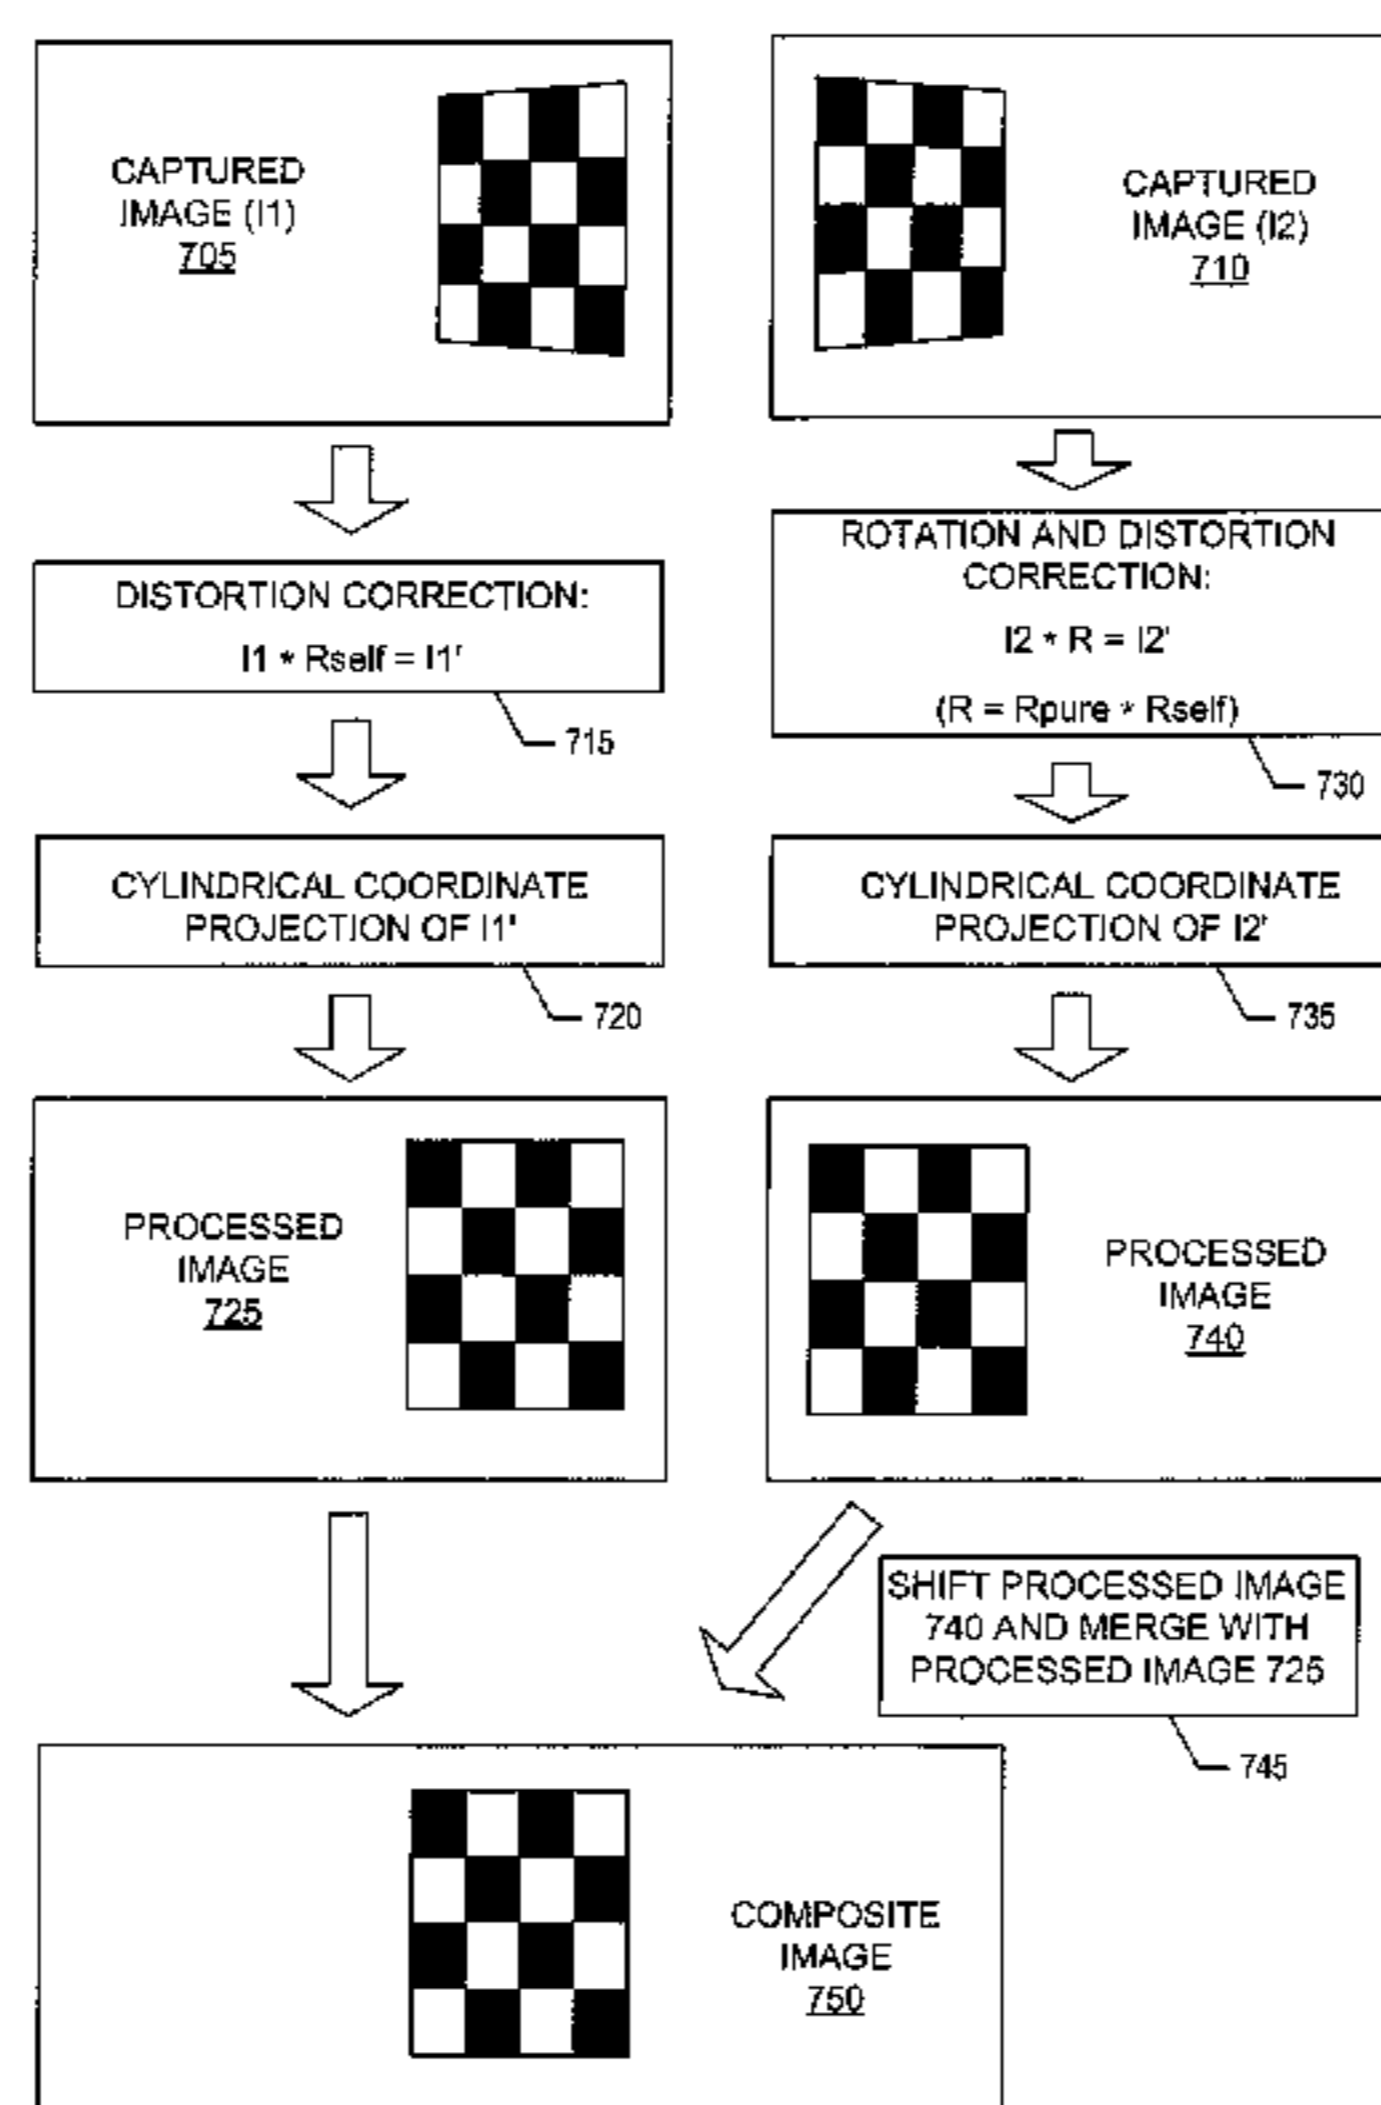 CAPTURED
IMAGE (I1)
705
CAPTURED
IMAGE (I2)
710
DISTORTION CORRECTION:
I1 * Rself = I1'
715
ROTATION AND DISTORTION
CORRECTION:
I2 * R = I2'
(R = Rpure * Rself)
730
CYLINDRICAL COORDINATE
PROJECTION OF I1'
720
CYLINDRICAL COORDINATE
PROJECTION OF I2'
735
PROCESSED
IMAGE
725
PROCESSED
IMAGE
740
SHIFT PROCESSED IMAGE
740 AND MERGE WITH
PROCESSED IMAGE 725
745
COMPOSITE
IMAGE
750